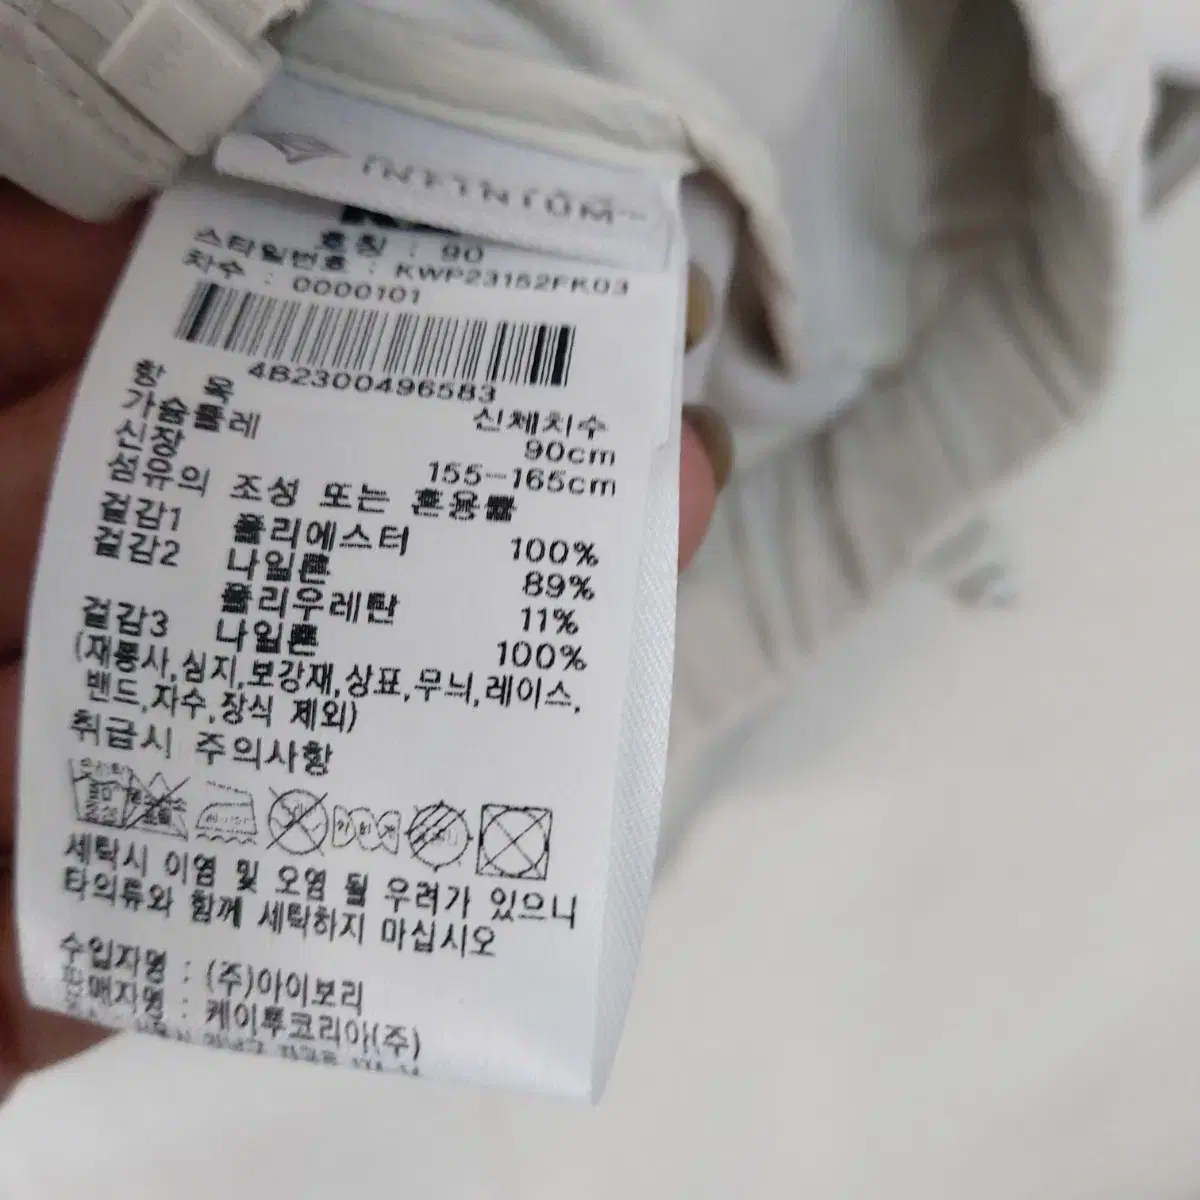 INFINIUM™
호칭 : 90
스타일번호 : KWP23152FK03
차수 : 0000101
4B2300496583
항 목 신체치수
가슴둘레 90cm
신장 155-165cm
섬유의 조성 또는 혼용률
겉감1 폴리에스터 100%
겉감2 나일론 89%
폴리우레탄 11%
겉감3 나일론 100%
(재봉사,심지,보강재,상표,무늬,레이스,
밴드,자수,장식 제외)
취급시 주의사항
세탁시 이염 및 오염 될 우려가 있으니
타의류와 함께 세탁하지 마십시오
수입자명 : (주)아이보리
판매자명 : 케이투코리아(주)